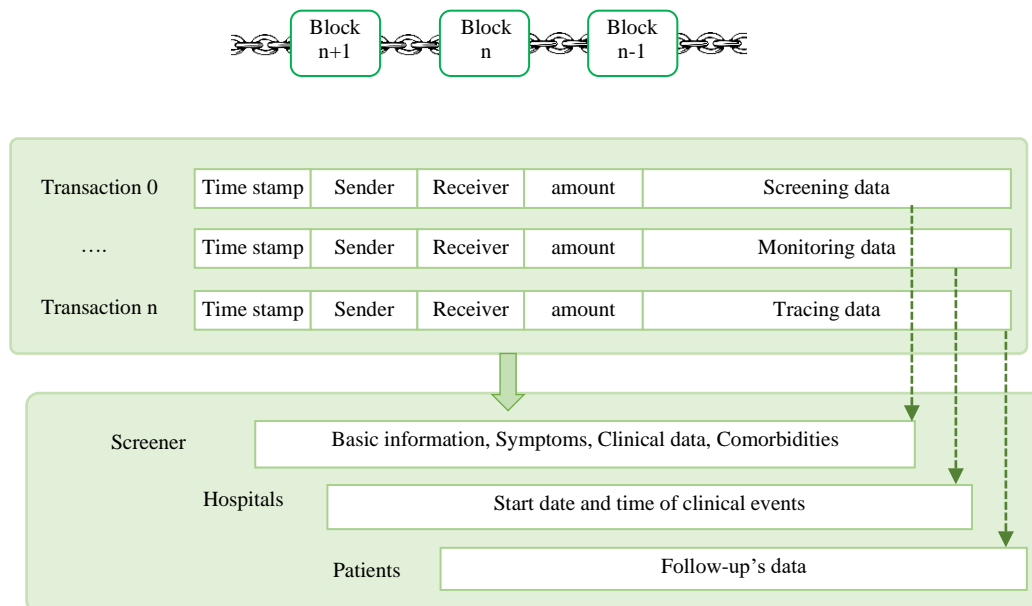 Block
n+1
Block
n
Block
n-1
Transaction 0
Time stamp
Sender
Receiver
amount
Screening data
....
Time stamp
Sender
Receiver
amount
Monitoring data
Transaction n
Time stamp
Sender
Receiver
amount
Tracing data
Screener
Basic information, Symptoms, Clinical data, Comorbidities
Hospitals
Start date and time of clinical events
Patients
Follow-up’s data